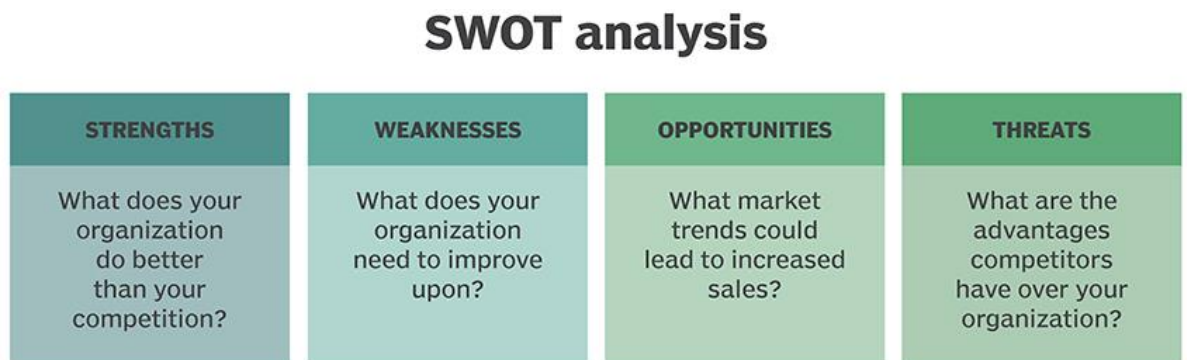 SWOT analysis
STRENGTHS
What does your
organization
do better
than your
competition?
WEAKNESSES
What does your
organization
need to improve
upon?
OPPORTUNITIES
What market
trends could
lead to increased
sales?
THREATS
What are the
advantages
competitors
have over your
organization?